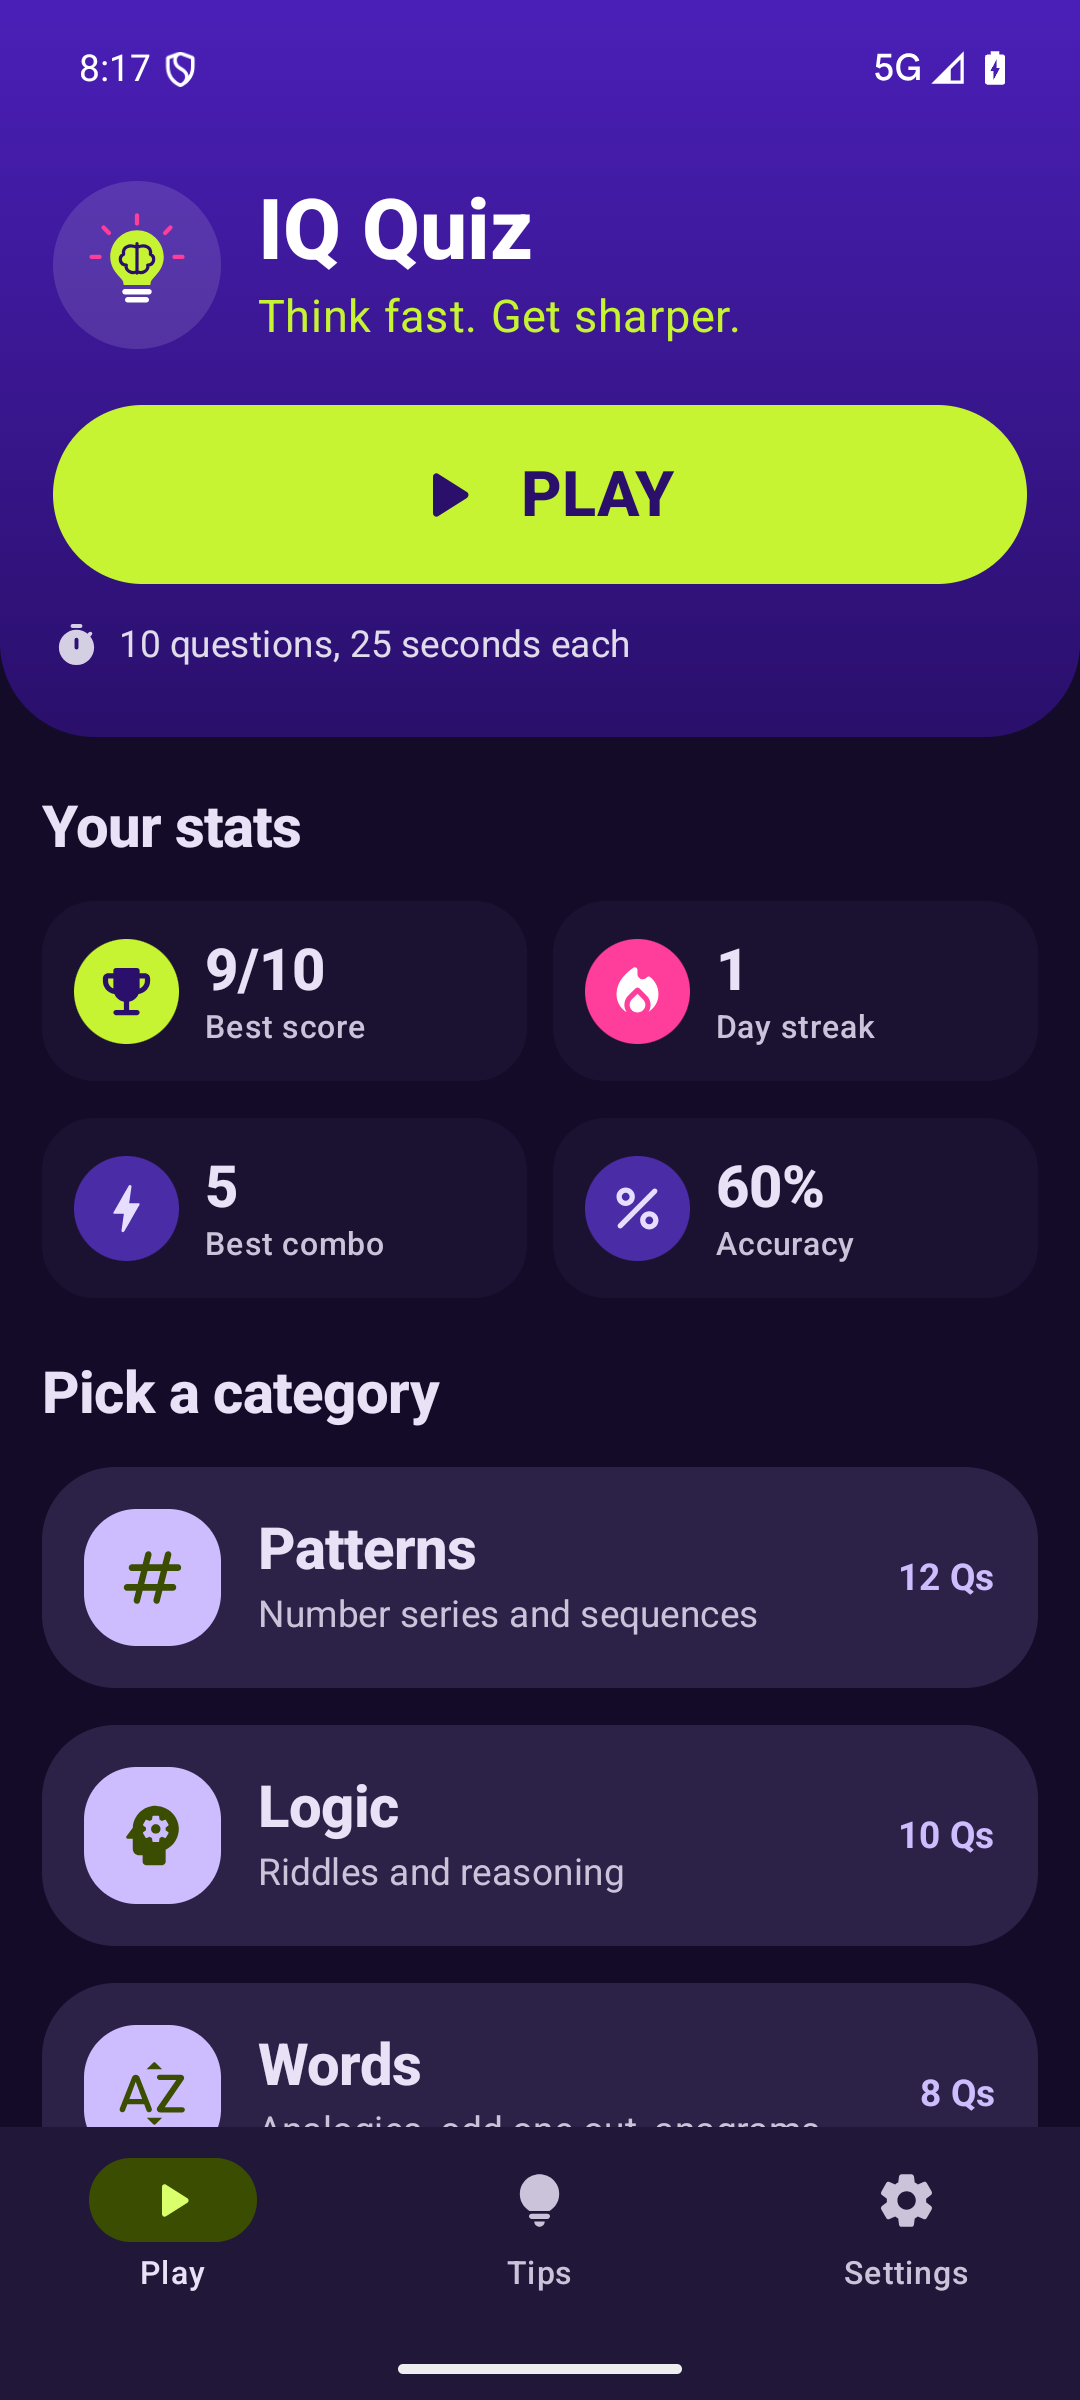 8:17
5G
IQ Quiz
Think fast. Get sharper.
PLAY
10 questions, 25 seconds each
Your stats
9/10
Best score
1
Day streak
5
Best combo
60%
Accuracy
Pick a category
Patterns
Number series and sequences
12 Qs
Logic
Riddles and reasoning
10 Qs
AZ
Words
8 Qs
Play
Tips
Settings